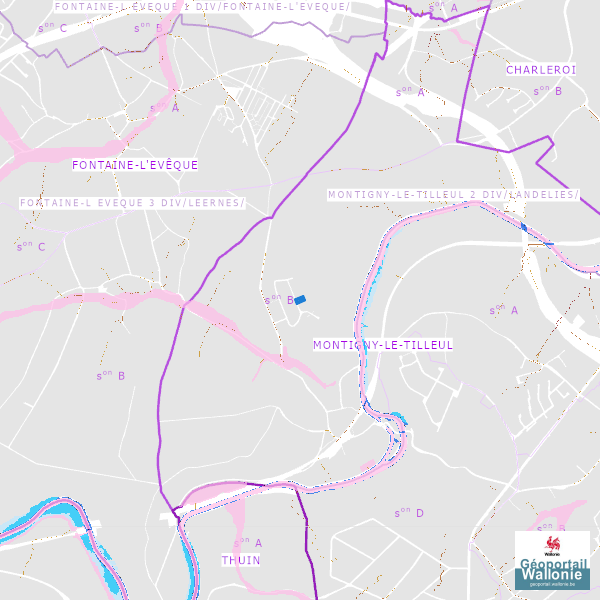 FONTAINE-L EVEQUE 1 DIV/FONTAINE-L'EVEQUE/
sᵒⁿ A
sᵒⁿ C
CHARLEROI
sᵒⁿ A
sᵒⁿ B
sᵒⁿ A
FONTAINE-L'EVÊQUE
MONTIGNY-LE-TILLEUL 2 DIV/LANDELIES/
FONTAINE-L EVEQUE 3 DIV/LEERNES/
sᵒⁿ C
sᵒⁿ B
sᵒⁿ A
MONTIGNY-LE-TILLEUL
sᵒⁿ B
sᵒⁿ D
sᵒⁿ B
sᵒⁿ A
THUIN
Wallonie
Géoportail
Wallonie
geoportail.wallonie.be